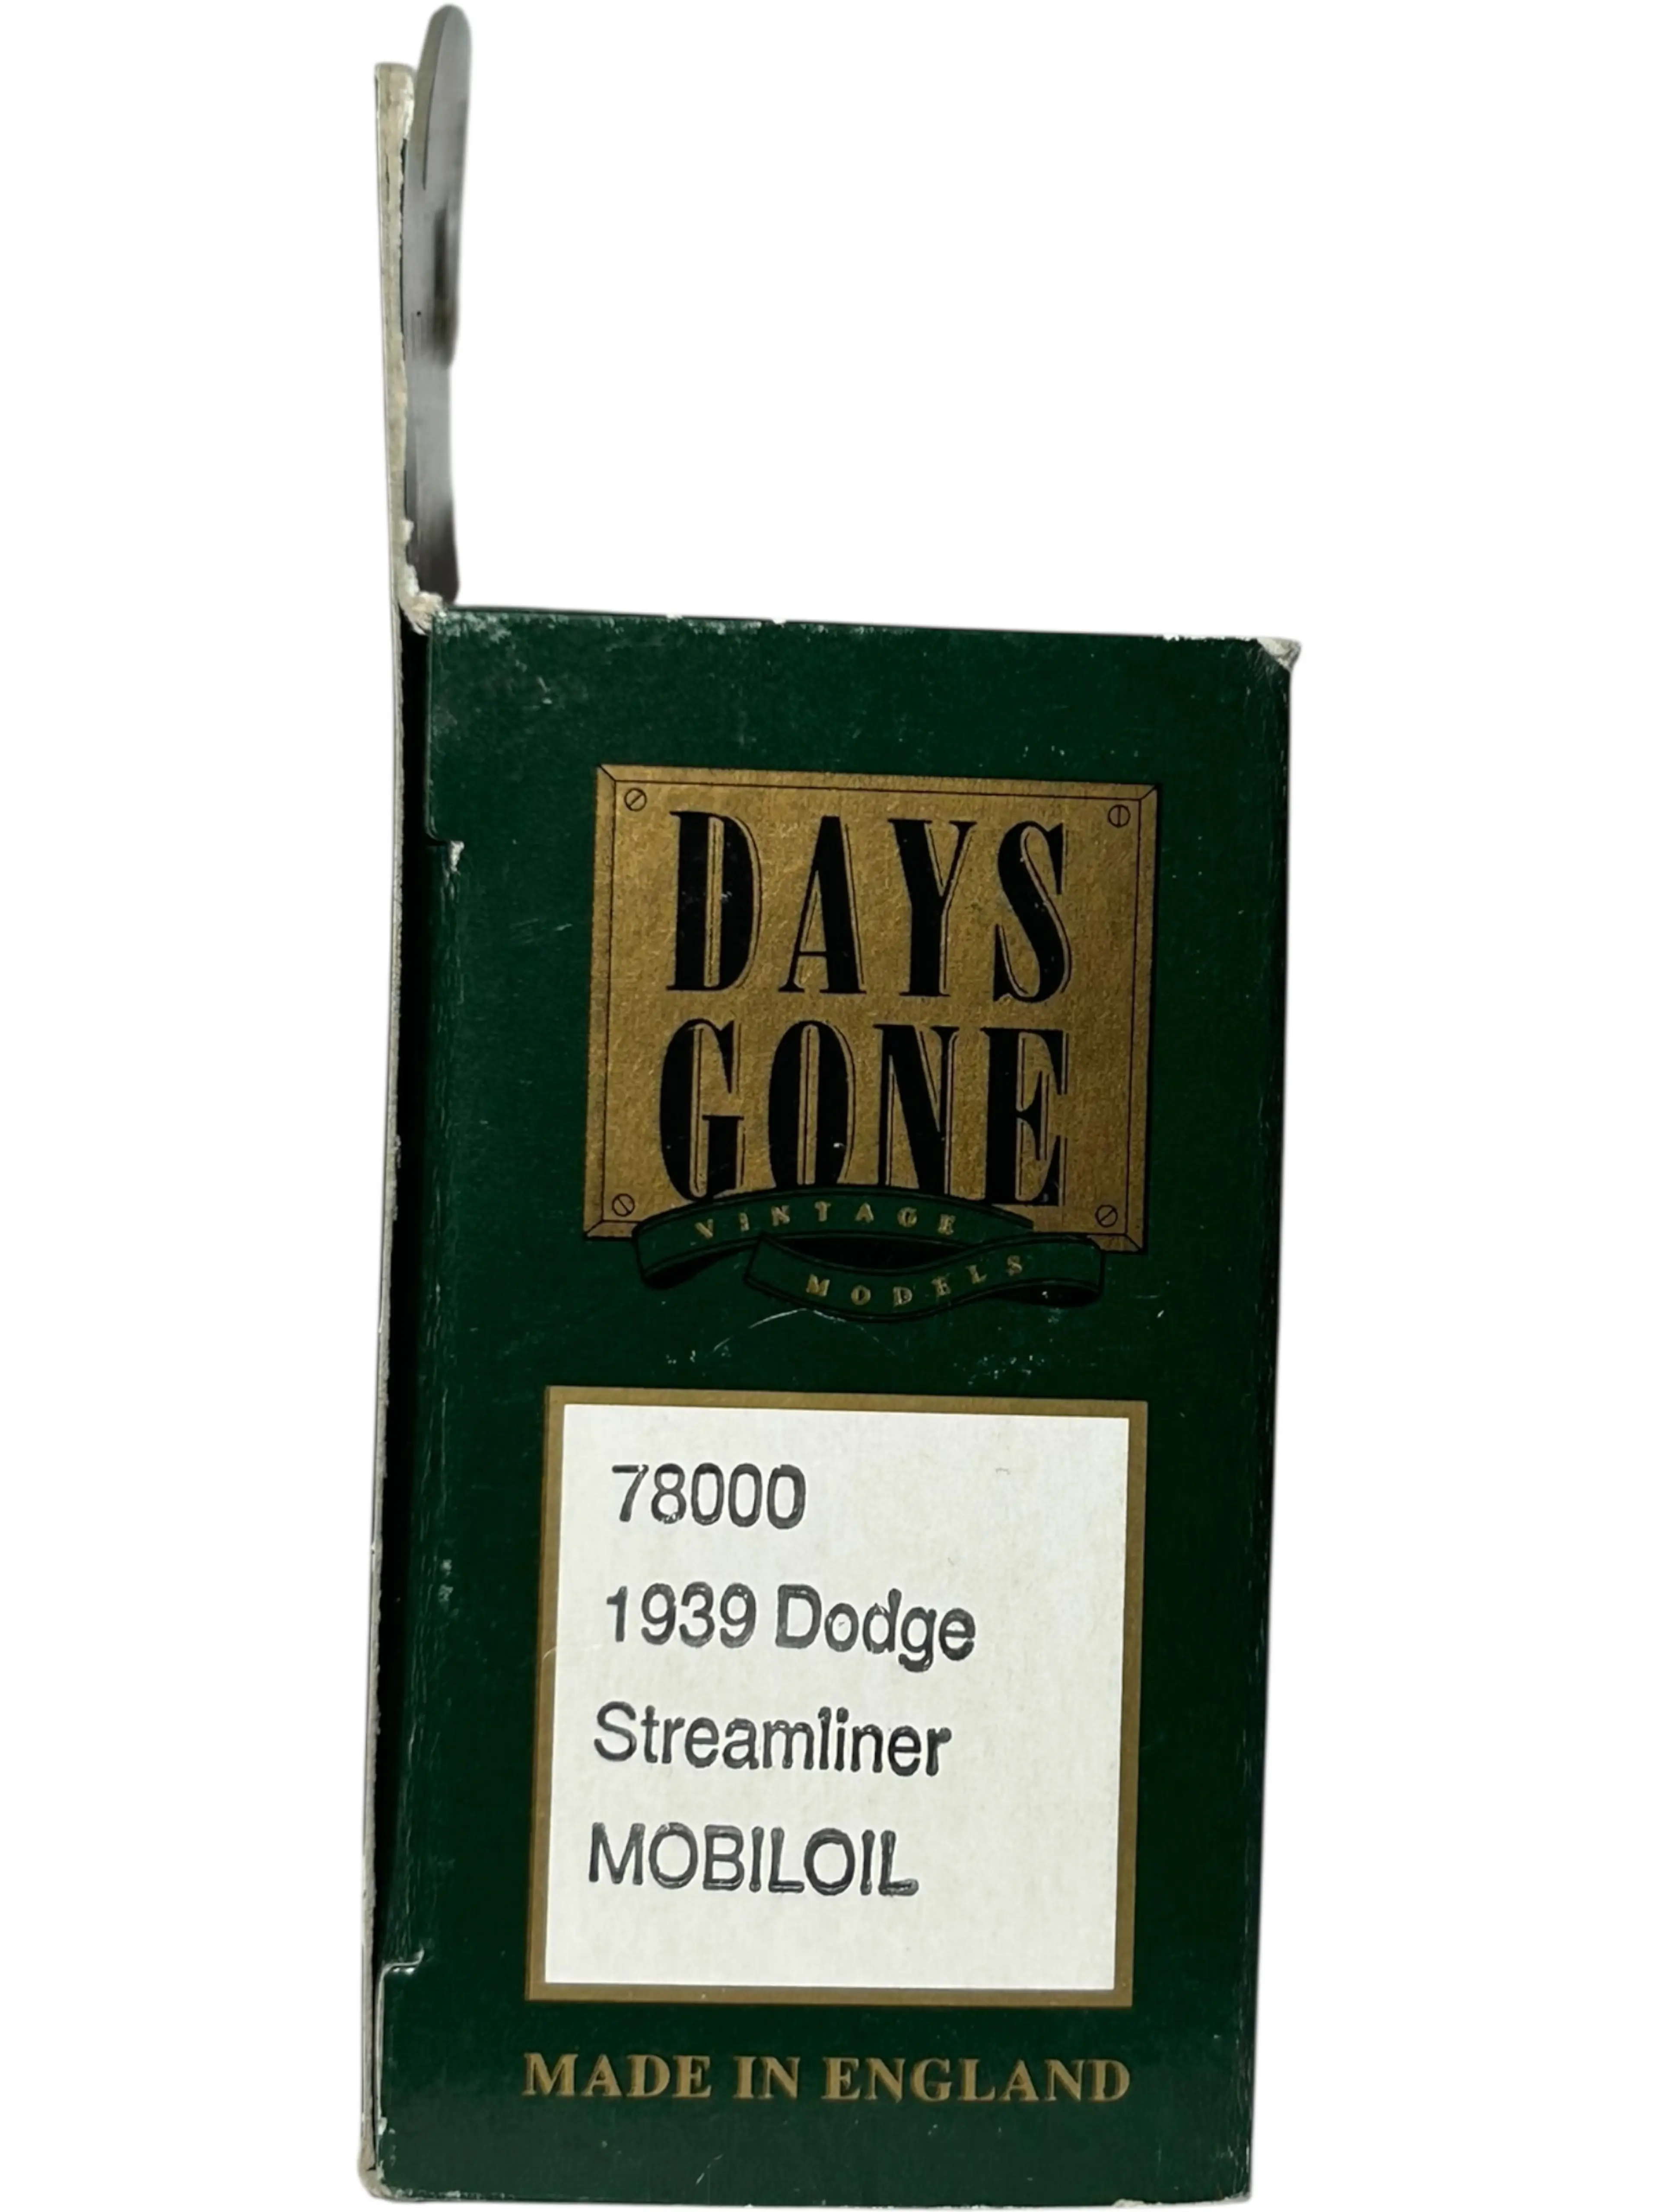 DAYS
GONE
VINTAGE
MODELS
78000
1939 Dodge
Streamliner
MOBILOIL
MADE IN ENGLAND